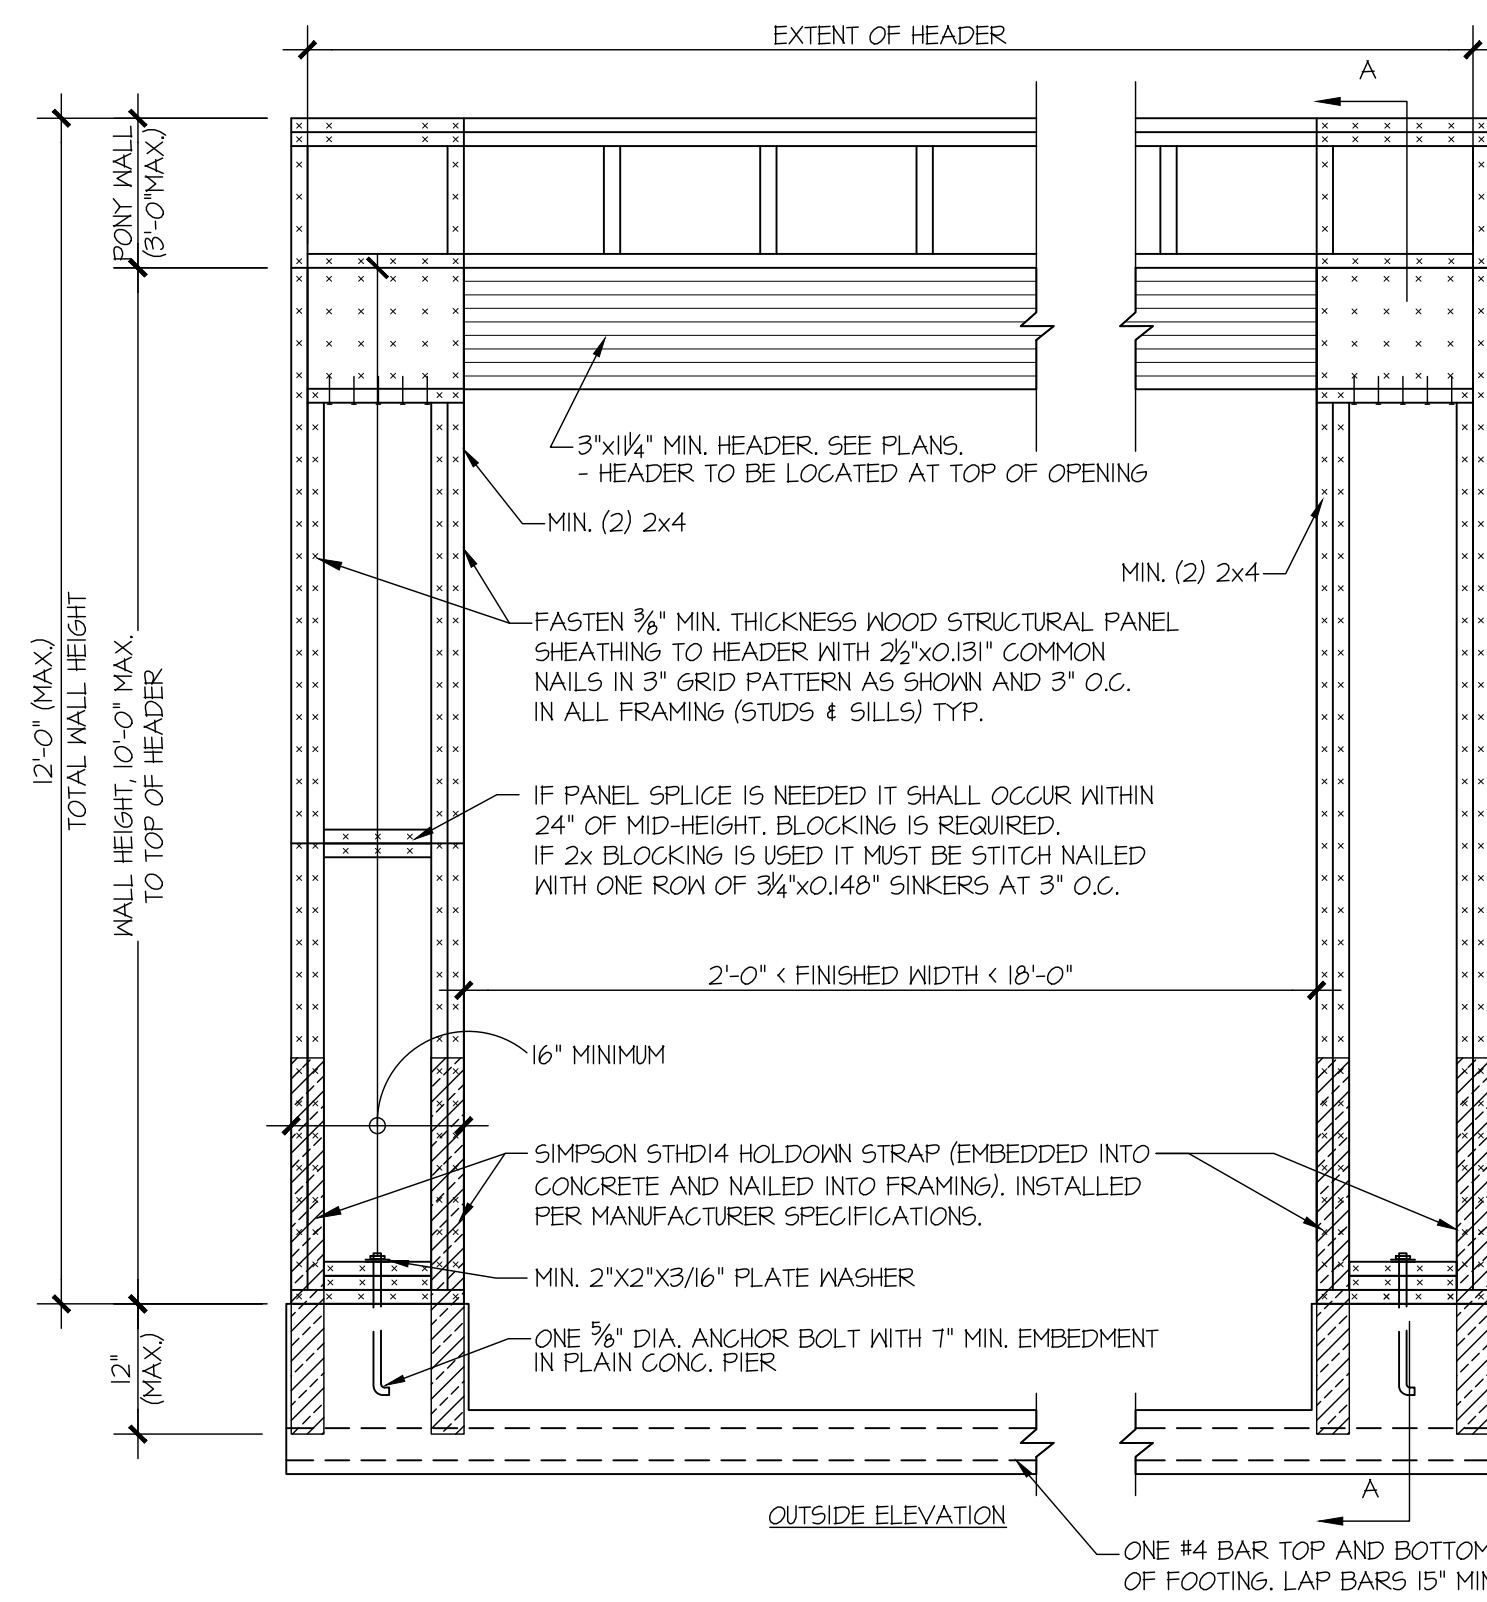 EXTENT OF HEADER
A
PONY WALL
(3'-0"MAX.)
3"x11¼" MIN. HEADER. SEE PLANS.
- HEADER TO BE LOCATED AT TOP OF OPENING
MIN. (2) 2x4
MIN. (2) 2x4
FASTEN ⅜" MIN. THICKNESS WOOD STRUCTURAL PANEL
SHEATHING TO HEADER WITH 2½"x0.131" COMMON
NAILS IN 3" GRID PATTERN AS SHOWN AND 3" O.C.
IN ALL FRAMING (STUDS & SILLS) TYP.
12'-0" (MAX.)
TOTAL WALL HEIGHT
WALL HEIGHT, 10'-0" MAX.
TO TOP OF HEADER
IF PANEL SPLICE IS NEEDED IT SHALL OCCUR WITHIN
24" OF MID-HEIGHT. BLOCKING IS REQUIRED.
IF 2x BLOCKING IS USED IT MUST BE STITCH NAILED
WITH ONE ROW OF 3¼"x0.148" SINKERS AT 3" O.C.
2'-0" < FINISHED WIDTH < 18'-0"
16" MINIMUM
SIMPSON STHD14 HOLDOWN STRAP (EMBEDDED INTO
CONCRETE AND NAILED INTO FRAMING). INSTALLED
PER MANUFACTURER SPECIFICATIONS.
MIN. 2"X2"X3/16" PLATE WASHER
ONE ⅝" DIA. ANCHOR BOLT WITH 7" MIN. EMBEDMENT
IN PLAIN CONC. PIER
12"
(MAX.)
A
OUTSIDE ELEVATION
ONE #4 BAR TOP AND BOTTOM
OF FOOTING. LAP BARS 15" MIN